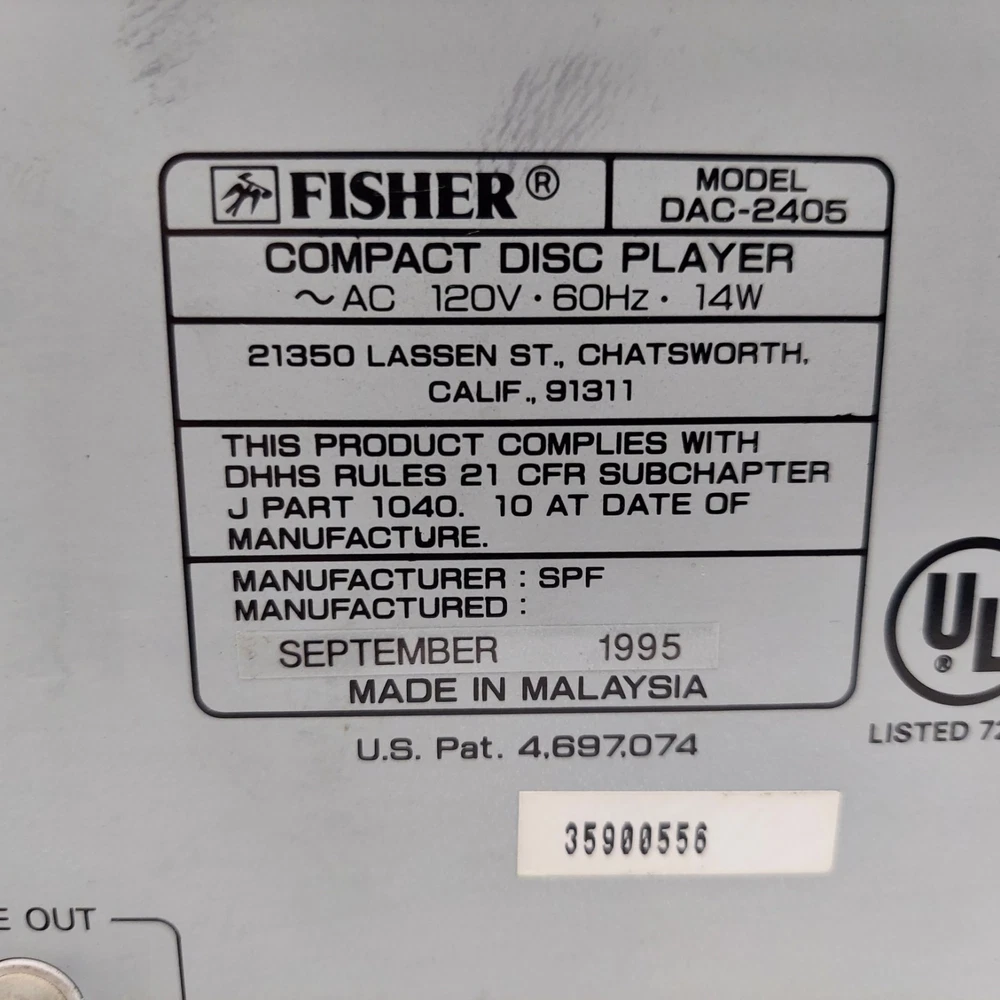 FISHER®
MODEL
DAC-2405
COMPACT DISC PLAYER
~AC 120V · 60Hz · 14W
21350 LASSEN ST., CHATSWORTH,
CALIF., 91311
THIS PRODUCT COMPLIES WITH
DHHS RULES 21 CFR SUBCHAPTER
J PART 1040. 10 AT DATE OF
MANUFACTURE.
MANUFACTURER : SPF
MANUFACTURED :
SEPTEMBER 1995
MADE IN MALAYSIA
UL®
LISTED
U.S. Pat. 4,697,074
35900556
OUT